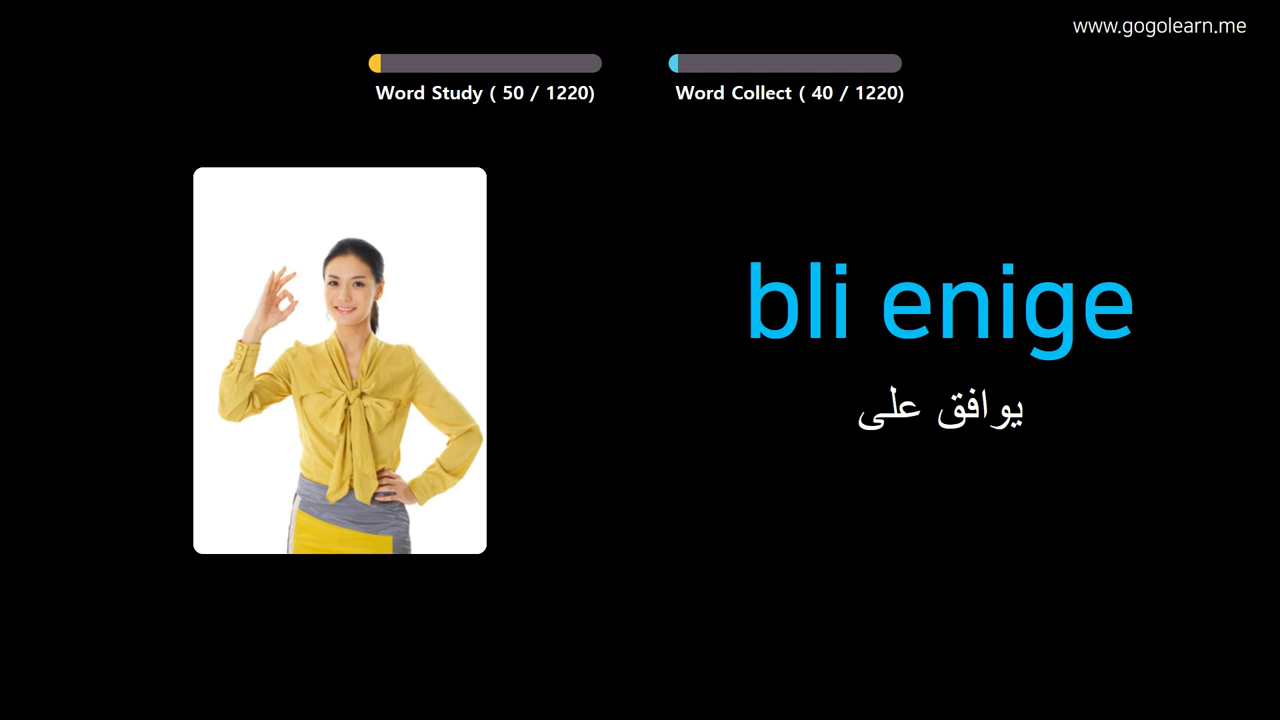 www.gogolearn.me
Word Study ( 50 / 1220)
Word Collect ( 40 / 1220)
bli enige
يوافق على